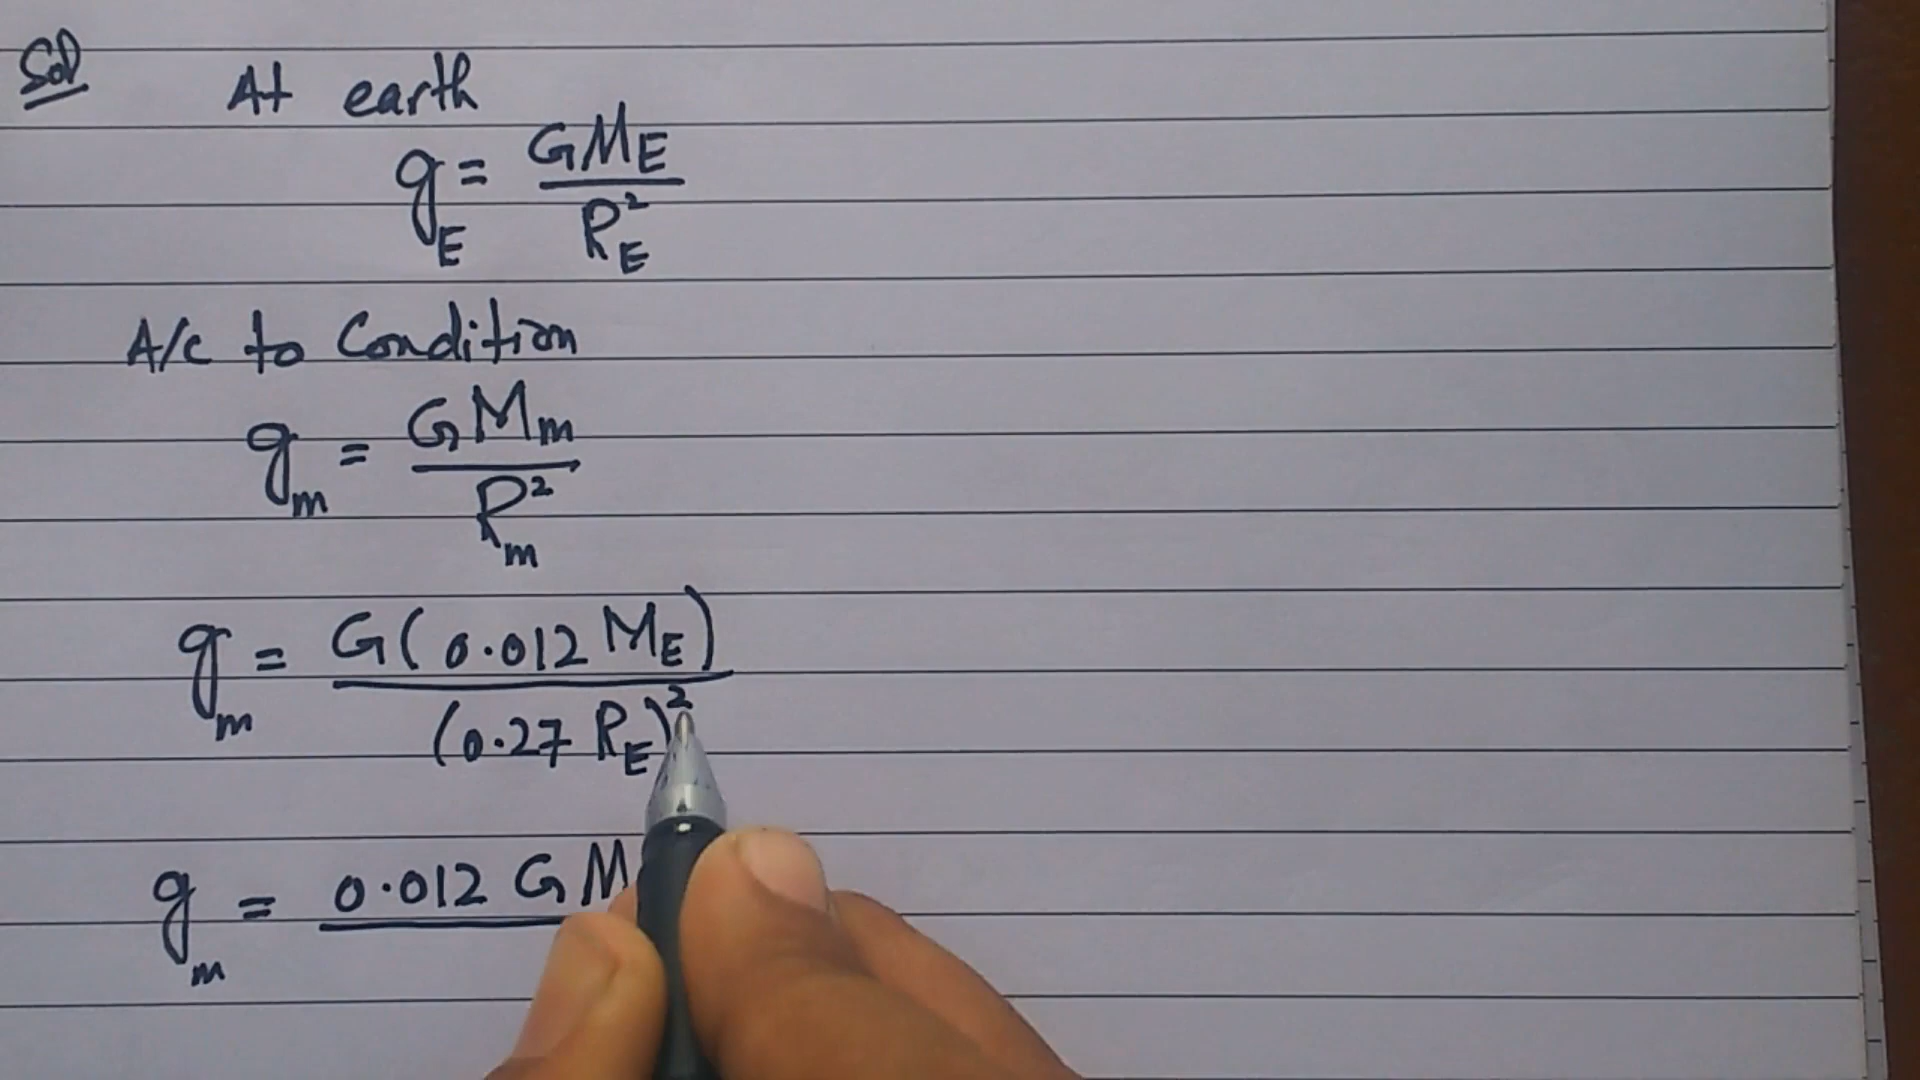 Sol
At earth
g_E = GM_E / R_E^2
A/c to Condition
g_m = GM_m / R_m^2
g_m = G(0.012 M_E) / (0.27 R_E)^2
g_m = 0.012 GM